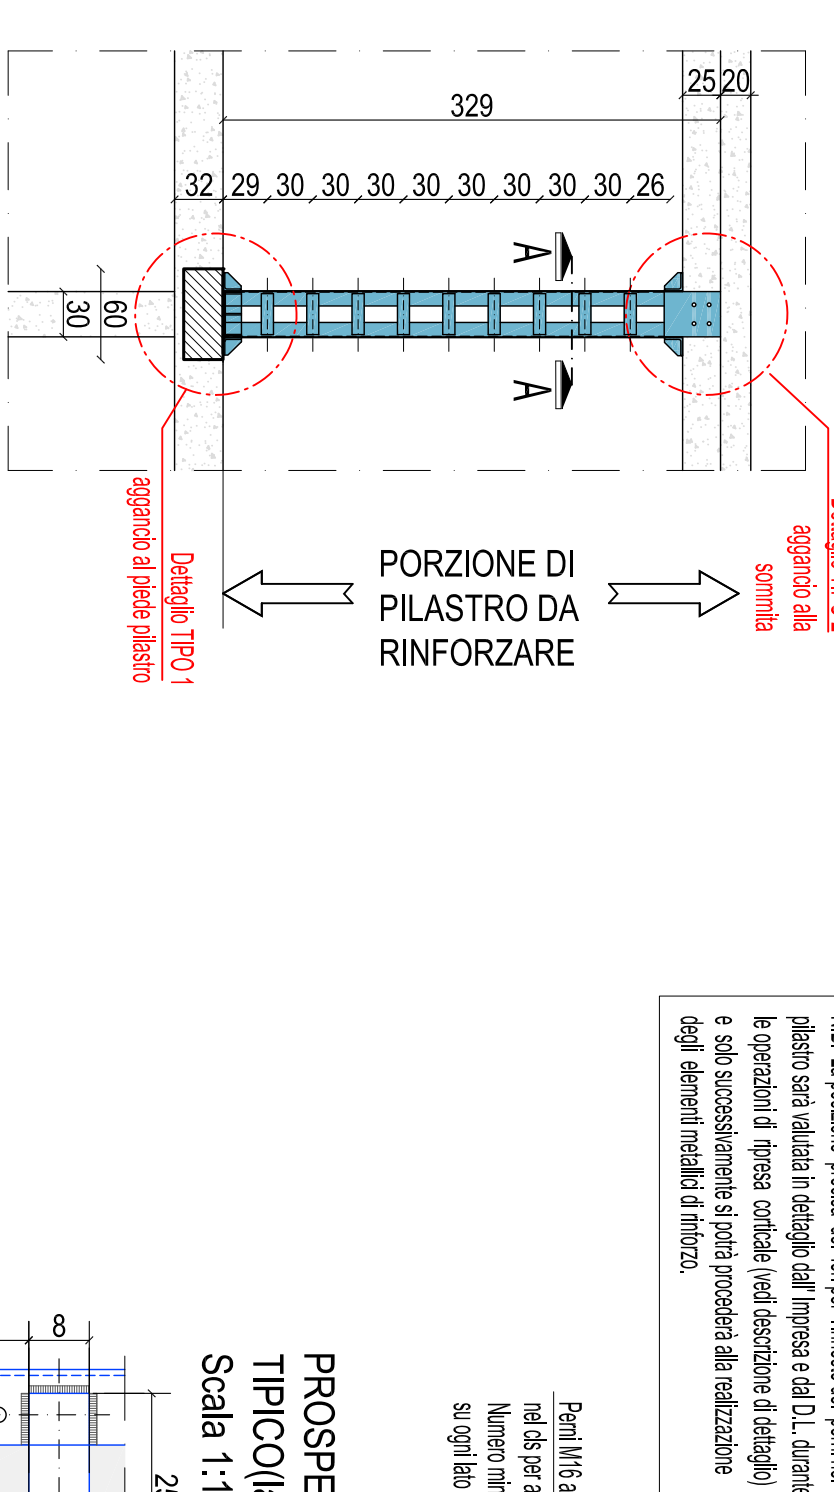 25 20
329
32 29 30 30 30 30 30 30 30 30 26
A
A
30
60
aggancio alla
sommita
PORZIONE DI
PILASTRO DA
RINFORZARE
Dettaglio TIPO 1
aggancio al piede pilastro
pilastro sarà valutata in dettaglio dall' Impresa e dal D.L. durante
le operazioni di ripresa corticale (vedi descrizione di dettaglio)
e solo successivamente si potrà procederà alla realizzazione
degli elementi metallici di rinforzo.
Perni M16 a
nel cls per a
Numero min
su ogni lato
PROSPE
TIPICO(la
Scala 1:1
8
25